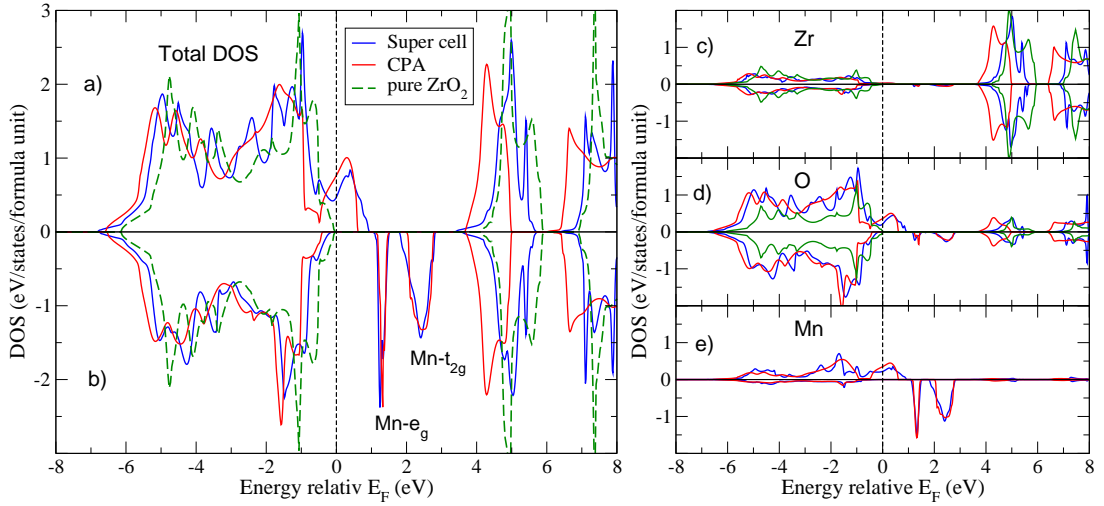 DOS (eV/states/formula unit)
3
2
1
0
-1
-2
a)
Total DOS
Super cell
CPA
pure ZrO2
b)
Mn-t2g
Mn-eg
-8 -6 -4 -2 0 2 4 6 8
Energy relativ EF (eV)
DOS (eV/states/formula unit)
c)
Zr
2
1
0
-1
d)
O
1
0
-1
e)
Mn
1
0
-1
-8 -6 -4 -2 0 2 4 6 8
Energy relative EF (eV)